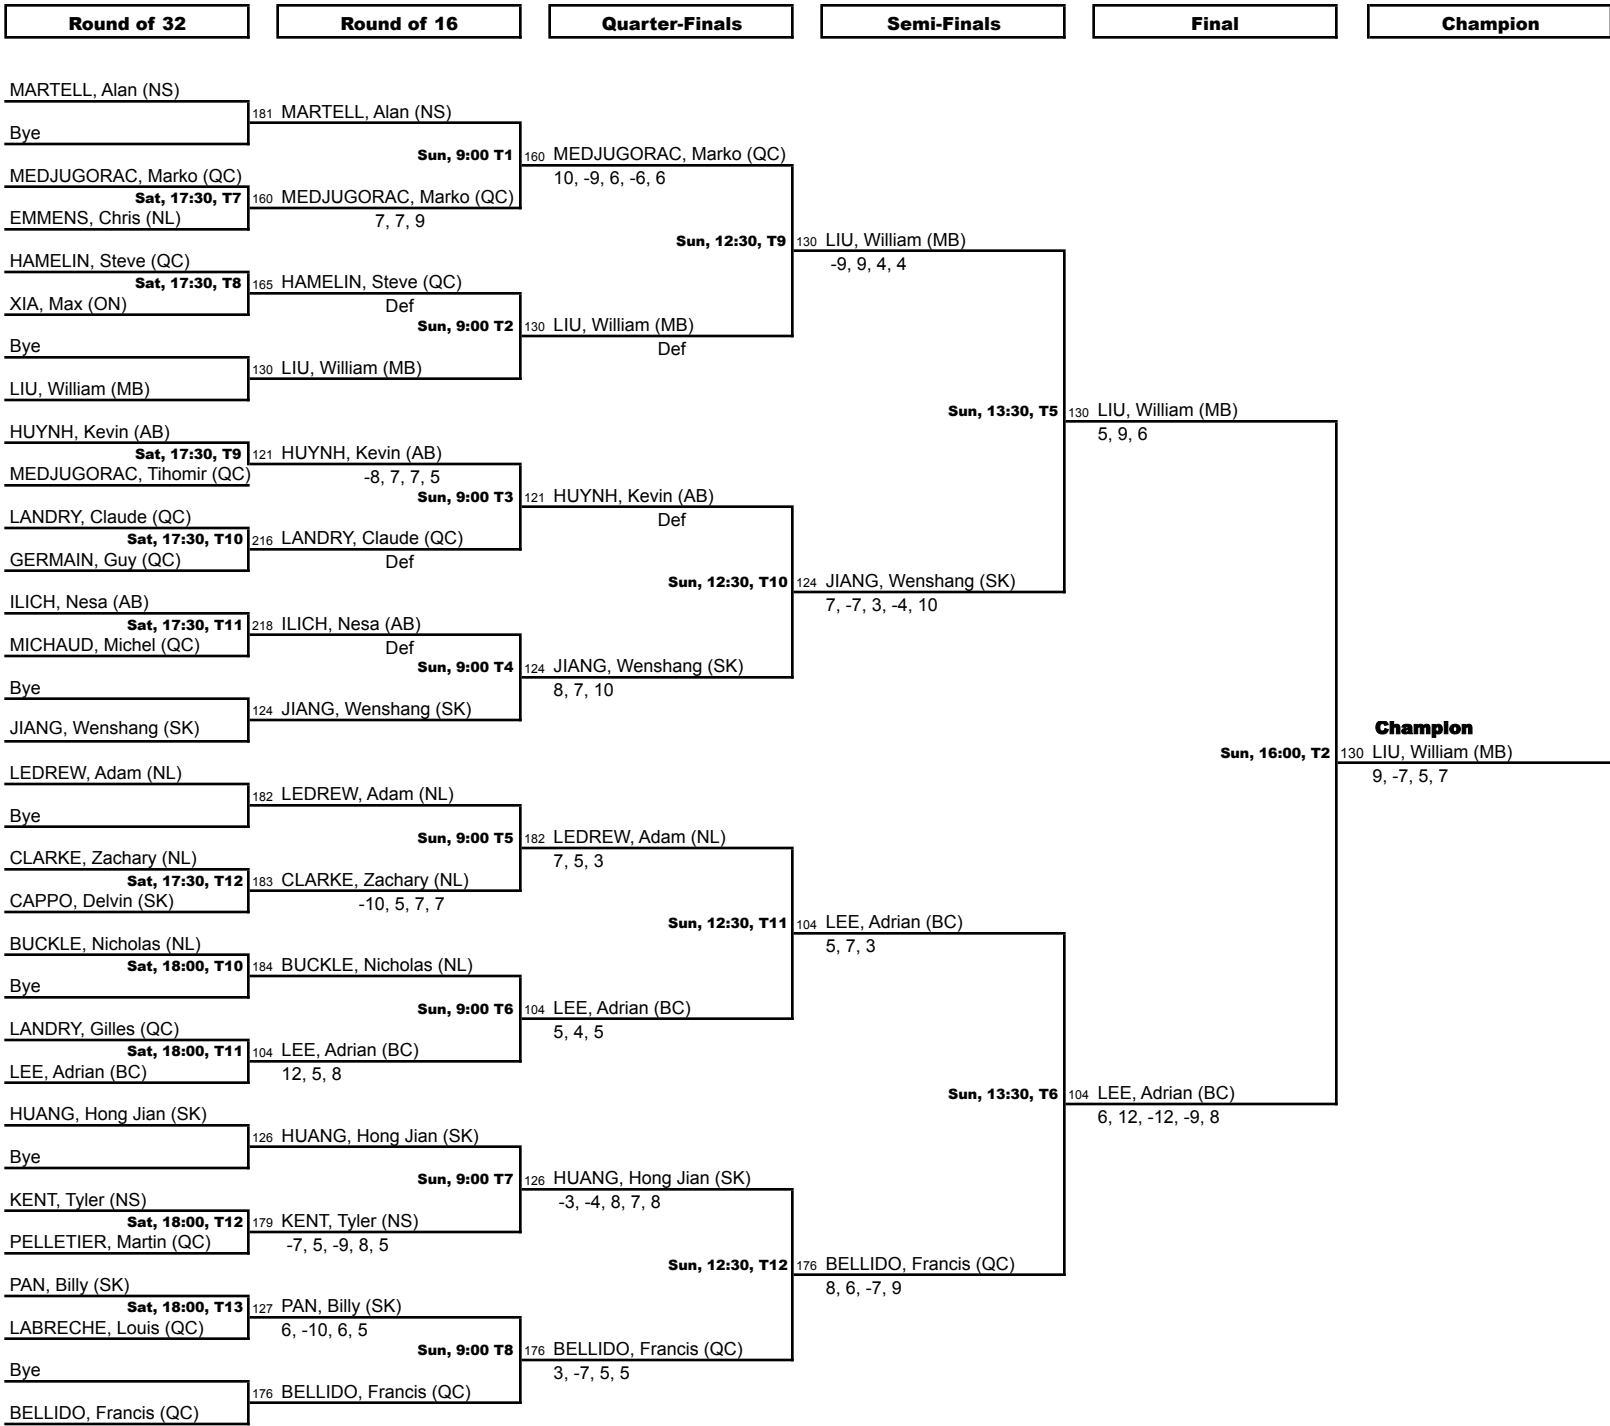 Round of 32
Round of 16
Quarter-Finals
Semi-Finals
Final
Champion
MARTELL, Alan (NS)
181 MARTELL, Alan (NS)
Bye
Sun, 9:00 T1
160 MEDJUGORAC, Marko (QC)
MEDJUGORAC, Marko (QC)
10, -9, 6, -6, 6
Sat, 17:30, T7
160 MEDJUGORAC, Marko (QC)
EMMENS, Chris (NL)
7, 7, 9
Sun, 12:30, T9
130 LIU, William (MB)
HAMELIN, Steve (QC)
-9, 9, 4, 4
Sat, 17:30, T8
165 HAMELIN, Steve (QC)
XIA, Max (ON)
Def
Sun, 9:00 T2
130 LIU, William (MB)
Bye
Def
130 LIU, William (MB)
LIU, William (MB)
Sun, 13:30, T5
130 LIU, William (MB)
HUYNH, Kevin (AB)
5, 9, 6
Sat, 17:30, T9
121 HUYNH, Kevin (AB)
MEDJUGORAC, Tihomir (QC)
-8, 7, 7, 5
Sun, 9:00 T3
121 HUYNH, Kevin (AB)
LANDRY, Claude (QC)
Def
Sat, 17:30, T10
216 LANDRY, Claude (QC)
GERMAIN, Guy (QC)
Def
Sun, 12:30, T10
124 JIANG, Wenshang (SK)
ILICH, Nesa (AB)
7, -7, 3, -4, 10
Sat, 17:30, T11
218 ILICH, Nesa (AB)
MICHAUD, Michel (QC)
Def
Sun, 9:00 T4
124 JIANG, Wenshang (SK)
Bye
8, 7, 10
124 JIANG, Wenshang (SK)
JIANG, Wenshang (SK)
Champion
Sun, 16:00, T2
130 LIU, William (MB)
LEDREW, Adam (NL)
9, -7, 5, 7
182 LEDREW, Adam (NL)
Bye
Sun, 9:00 T5
182 LEDREW, Adam (NL)
CLARKE, Zachary (NL)
7, 5, 3
Sat, 17:30, T12
183 CLARKE, Zachary (NL)
CAPPO, Delvin (SK)
-10, 5, 7, 7
Sun, 12:30, T11
104 LEE, Adrian (BC)
BUCKLE, Nicholas (NL)
5, 7, 3
Sat, 18:00, T10
184 BUCKLE, Nicholas (NL)
Bye
Sun, 9:00 T6
104 LEE, Adrian (BC)
LANDRY, Gilles (QC)
5, 4, 5
Sat, 18:00, T11
104 LEE, Adrian (BC)
LEE, Adrian (BC)
12, 5, 8
Sun, 13:30, T6
104 LEE, Adrian (BC)
HUANG, Hong Jian (SK)
6, 12, -12, -9, 8
126 HUANG, Hong Jian (SK)
Bye
Sun, 9:00 T7
126 HUANG, Hong Jian (SK)
KENT, Tyler (NS)
-3, -4, 8, 7, 8
Sat, 18:00, T12
179 KENT, Tyler (NS)
PELLETIER, Martin (QC)
-7, 5, -9, 8, 5
Sun, 12:30, T12
176 BELLIDO, Francis (QC)
PAN, Billy (SK)
8, 6, -7, 9
Sat, 18:00, T13
127 PAN, Billy (SK)
LABRECHE, Louis (QC)
6, -10, 6, 5
Sun, 9:00 T8
176 BELLIDO, Francis (QC)
Bye
3, -7, 5, 5
176 BELLIDO, Francis (QC)
BELLIDO, Francis (QC)